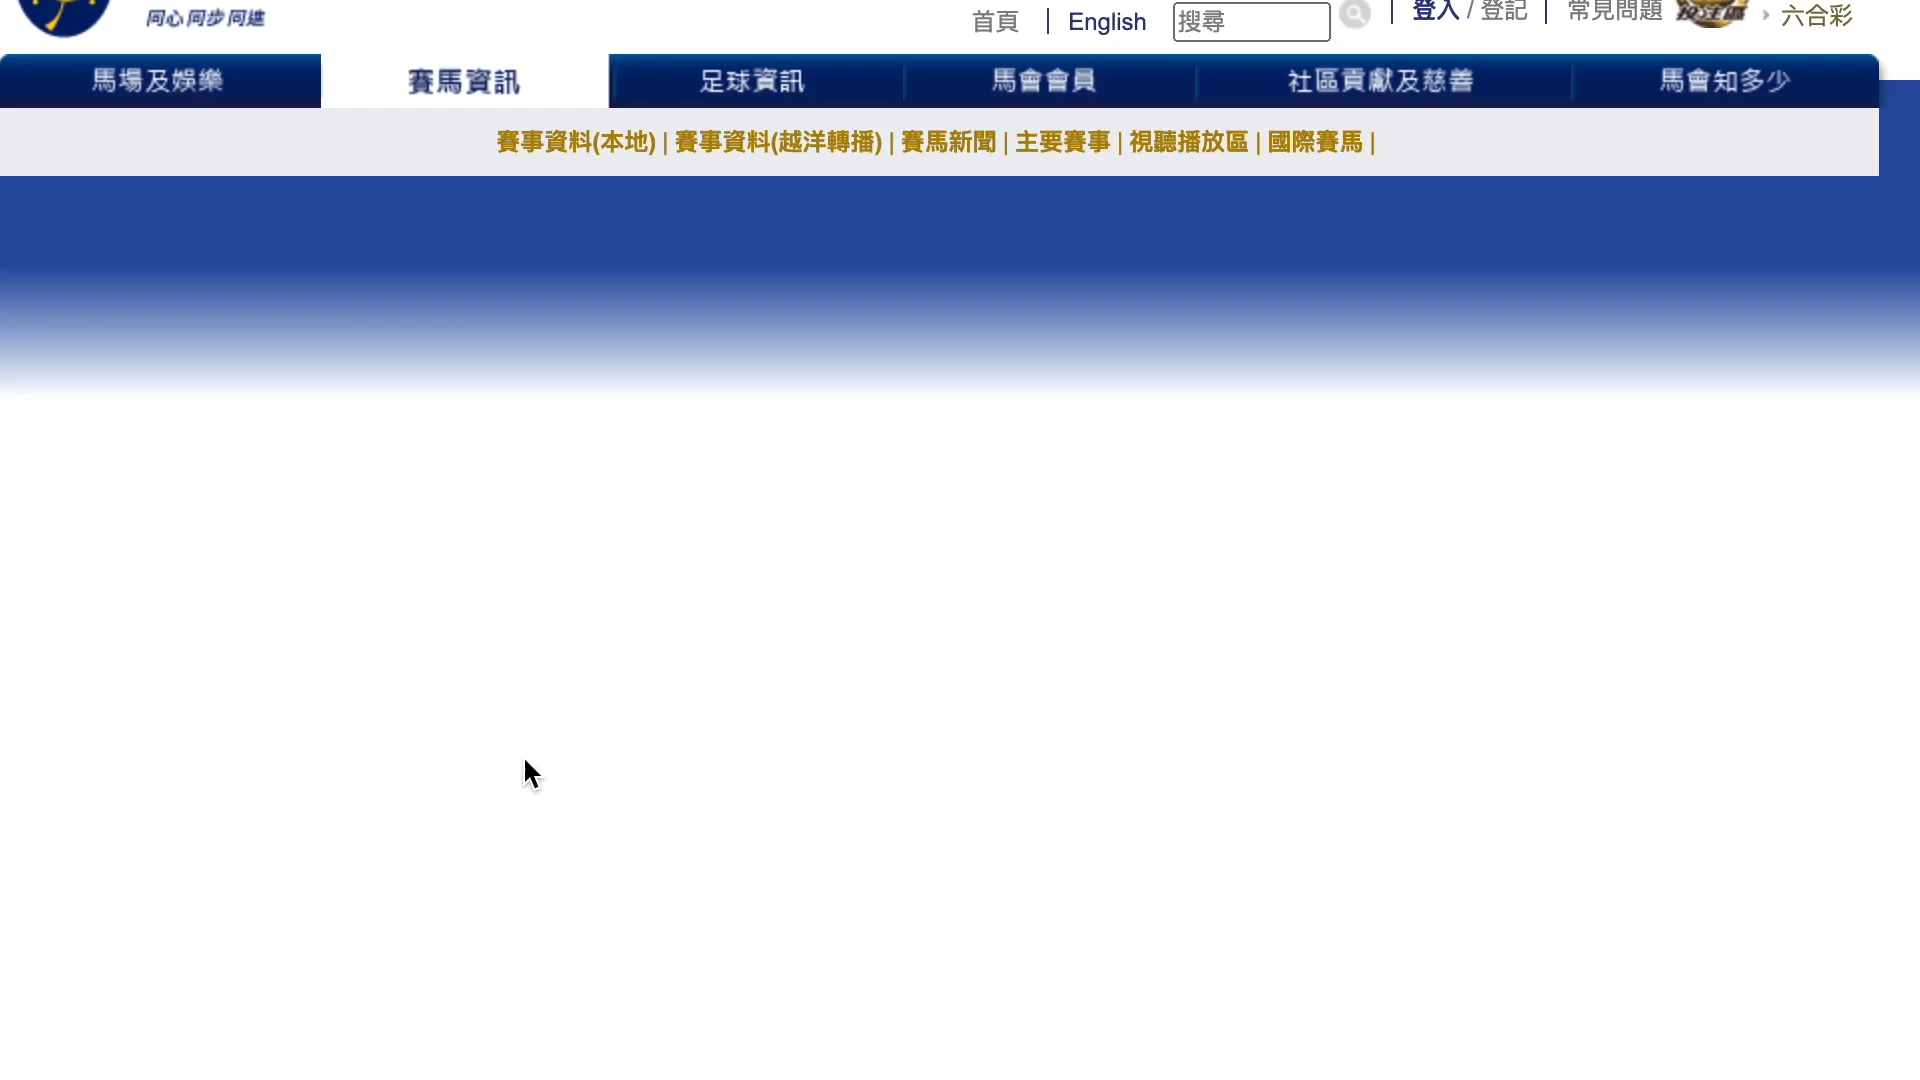 同心同步同進
首頁 | English 搜尋 | 登入 / 登記 | 常見問題 投注區 › 六合彩
馬場及娛樂 賽馬資訊 足球資訊 馬會會員 社區貢獻及慈善 馬會知多少
賽事資料(本地) | 賽事資料(越洋轉播) | 賽馬新聞 | 主要賽事 | 視聽播放區 | 國際賽馬 |